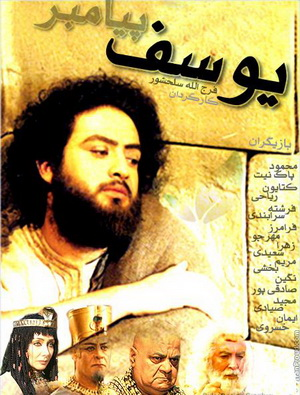 یوسف پیامبر
فرج الله سلحشور
کارگردان
بازیگران
محمود
پاک نیت
کتایون
ریاحی
فرشته
سرابندی
فرامرز
مهرجو
زهرا
سعیدی
مریم
بخشی
نگین
صادقی پور
مجید
صیادی
ایمان
خسروی